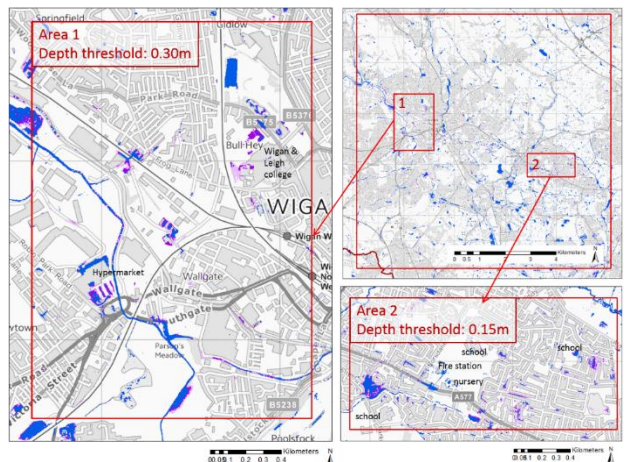 Springfield
Gidlow
Area 1
Depth threshold: 0.30m
Park Road
B5375
B5376
Bull Hey
Wigan &
Leigh
college
WIGA
Wigan W
Wallgate
Hypermarket
Wallgate
Southgate
Parson's
Meadow
B5238
Poolstock
0 0.05 0.1 0.2 0.3 0.4
Kilometers
N
1
2
Kilometers
N
0 0.5 1 2 3 4
Area 2
Depth threshold: 0.15m
school
Fire station
nursery
school
A577
school
Kilometers
0 0.05 0.1 0.2 0.3 0.4
N